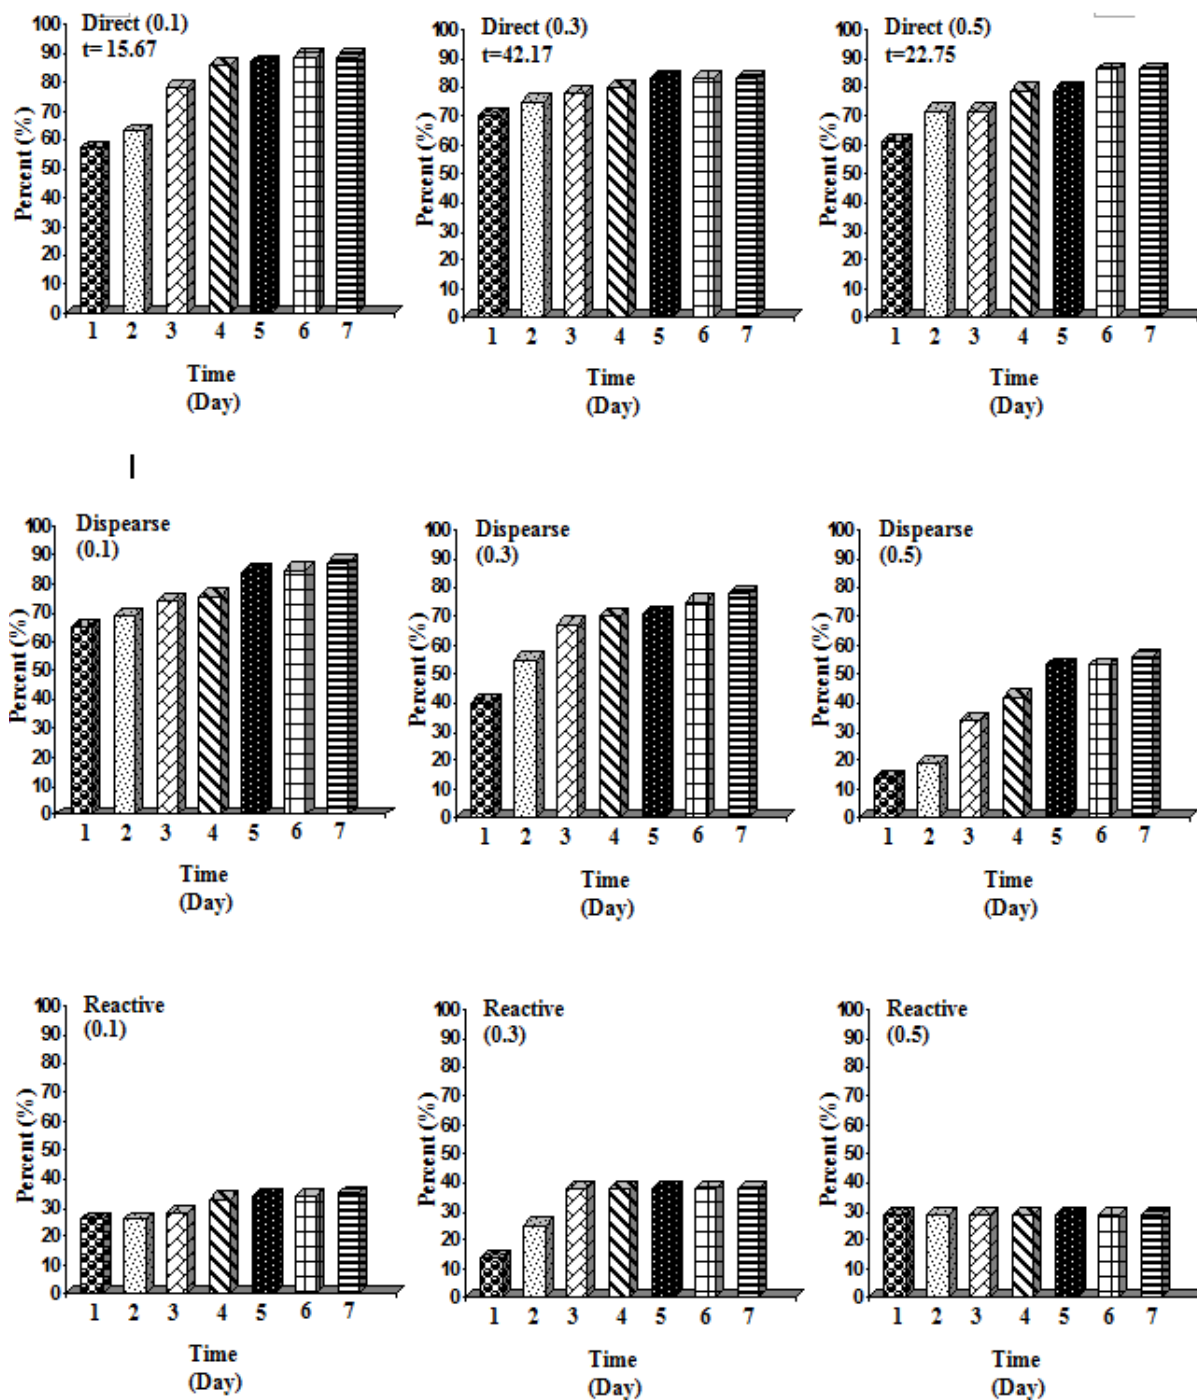 Direct (0.1)
t=15.67
Percent (%)
100
90
80
70
60
50
40
30
20
10
0
1 2 3 4 5 6 7
Time
(Day)
Direct (0.3)
t=42.17
Percent (%)
100
90
80
70
60
50
40
30
20
10
0
1 2 3 4 5 6 7
Time
(Day)
Direct (0.5)
t=22.75
Percent (%)
100
90
80
70
60
50
40
30
20
10
0
1 2 3 4 5 6 7
Time
(Day)
Dispearse
(0.1)
Percent (%)
100
90
80
70
60
50
40
30
20
10
0
1 2 3 4 5 6 7
Time
(Day)
Dispearse
(0.3)
Percent (%)
100
90
80
70
60
50
40
30
20
10
0
1 2 3 4 5 6 7
Time
(Day)
Dispearse
(0.5)
Percent (%)
100
90
80
70
60
50
40
30
20
10
0
1 2 3 4 5 6 7
Time
(Day)
Reactive
(0.1)
Percent (%)
100
90
80
70
60
50
40
30
20
10
0
1 2 3 4 5 6 7
Time
(Day)
Reactive
(0.3)
Percent (%)
100
90
80
70
60
50
40
30
20
10
0
1 2 3 4 5 6 7
Time
(Day)
Reactive
(0.5)
Percent (%)
100
90
80
70
60
50
40
30
20
10
0
1 2 3 4 5 6 7
Time
(Day)